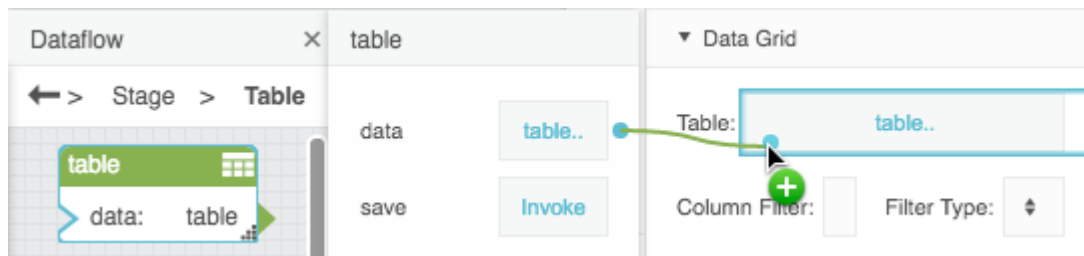 Dataflow ×
← > Stage > Table
table
data: table
table
data table..
save Invoke
▼ Data Grid
Table: table..
Column Filter: Filter Type: